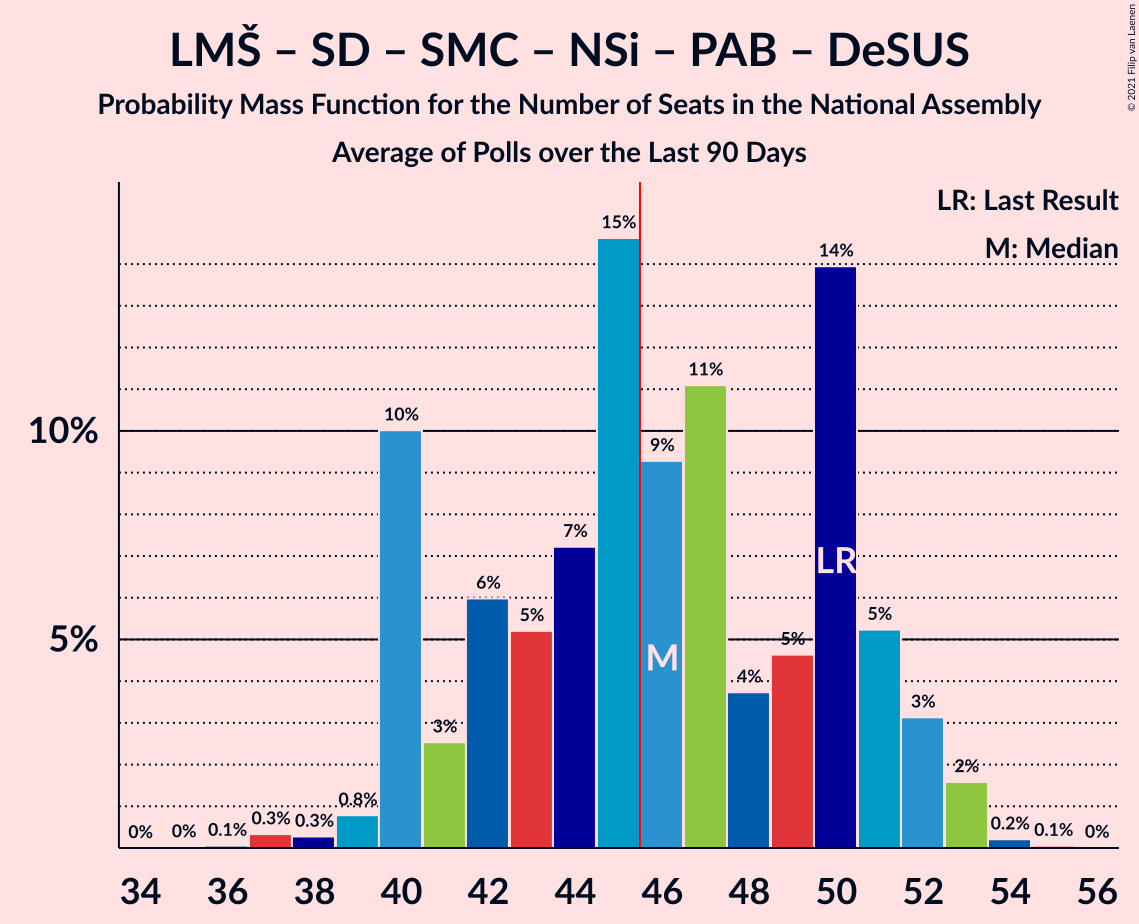 LMŠ – SD – SMC – NSi – PAB – DeSUS
Probability Mass Function for the Number of Seats in the National Assembly
Average of Polls over the Last 90 Days
© 2021 Filip van Laenen
LR: Last Result
M: Median
15%
14%
11%
10%
10%
9%
7%
LR
6%
5%
5%
5%
5%
M
4%
3%
3%
2%
0.8%
0% 0% 0.1% 0.3% 0.3% 0.2% 0.1% 0%
34 36 38 40 42 44 46 48 50 52 54 56